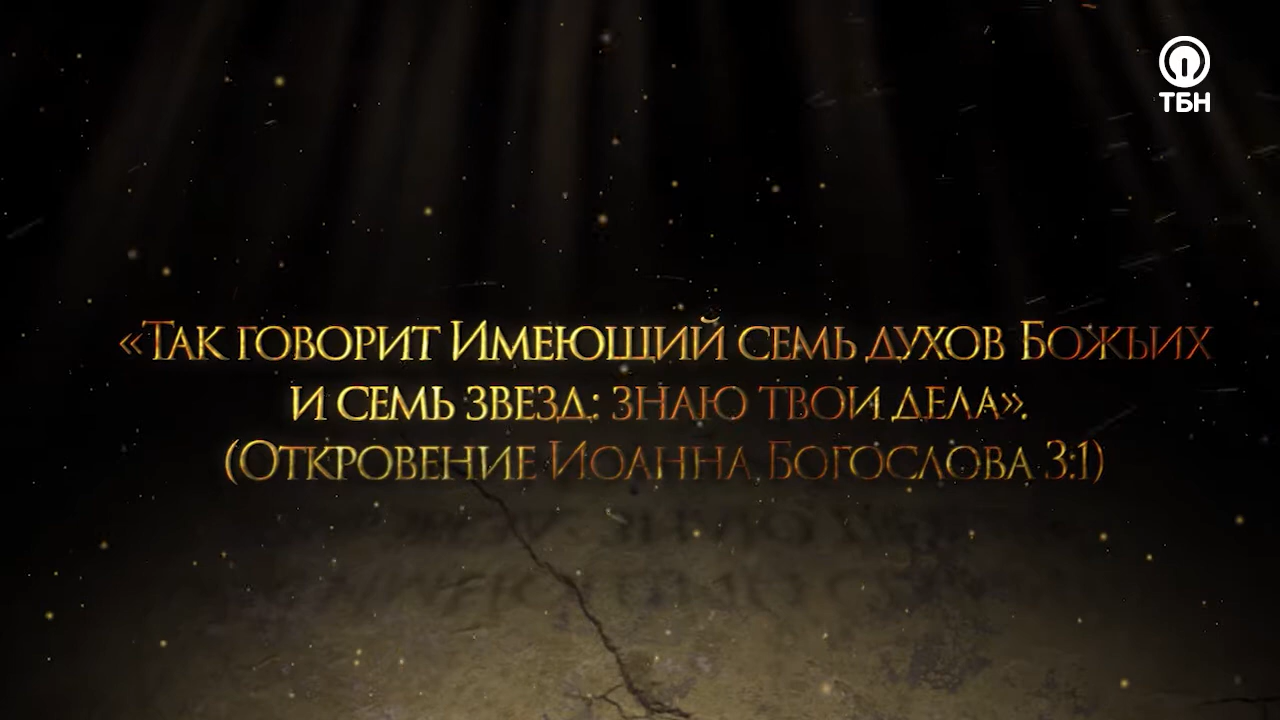 ТБН
«Так говорит Имеющий семь духов Божьих
и семь звезд: знаю твои дела».
(Откровение Иоанна Богослова 3:1)